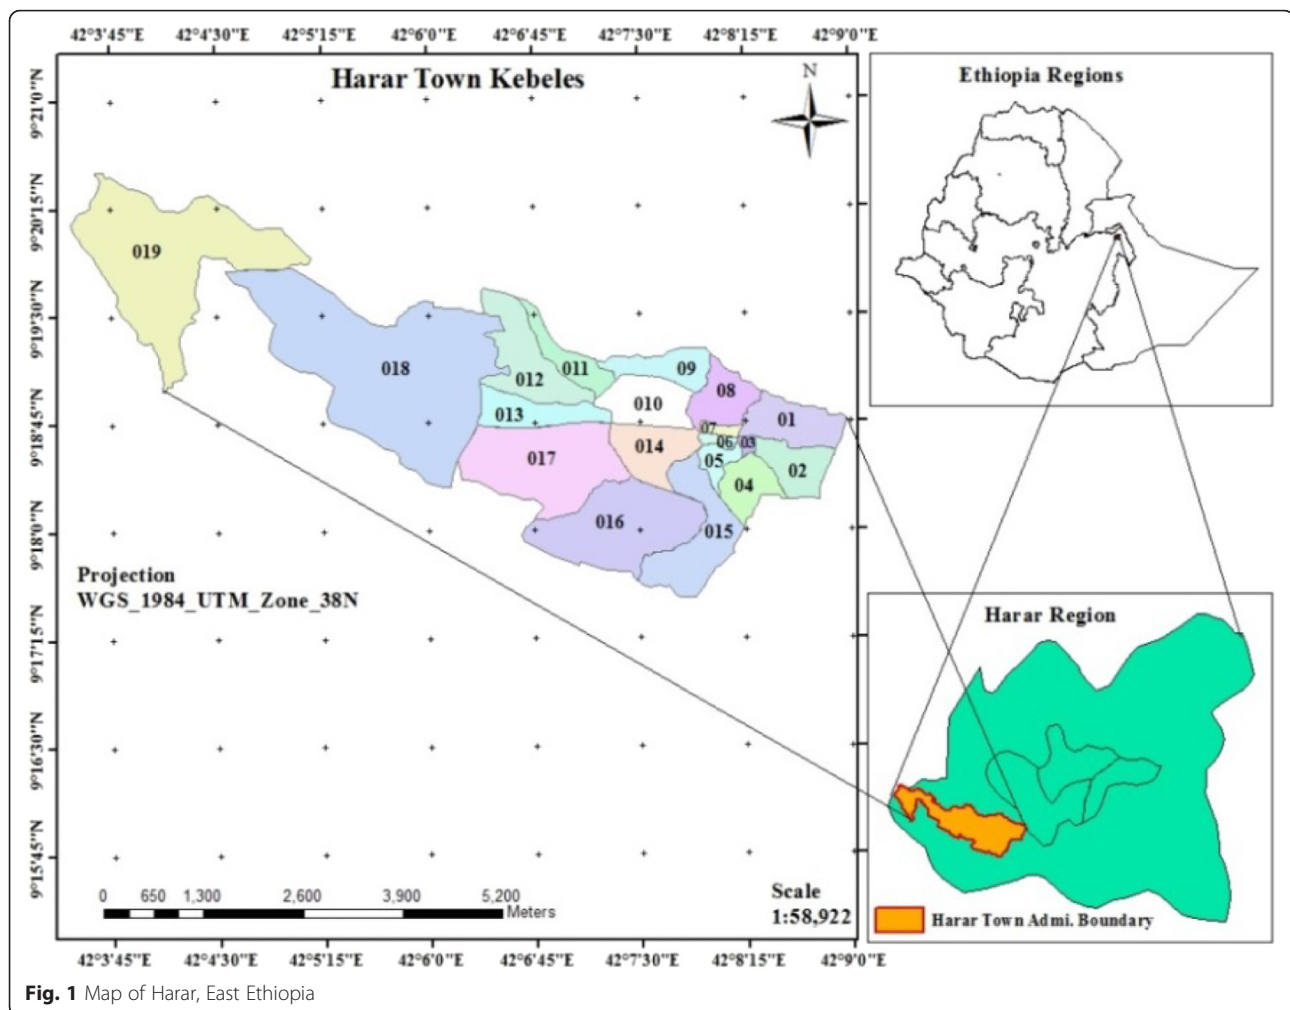 42°3'45"E 42°4'30"E 42°5'15"E 42°6'0"E 42°6'45"E 42°7'30"E 42°8'15"E 42°9'0"E
Harar Town Kebeles
N
9°21'0"N
9°20'15"N
9°19'30"N
9°18'45"N
9°18'0"N
9°17'15"N
9°16'30"N
9°15'45"N
019
018
012
011
013
017
016
010
014
09
08
07
06
05
03
04
01
02
015
Projection
WGS_1984_UTM_Zone_38N
0 650 1,300 2,600 3,900 5,200
Meters
Scale
1:58,922
42°3'45"E 42°4'30"E 42°5'15"E 42°6'0"E 42°6'45"E 42°7'30"E 42°8'15"E 42°9'0"E
Ethiopia Regions
Harar Region
Harar Town Admi. Boundary
Fig. 1 Map of Harar, East Ethiopia